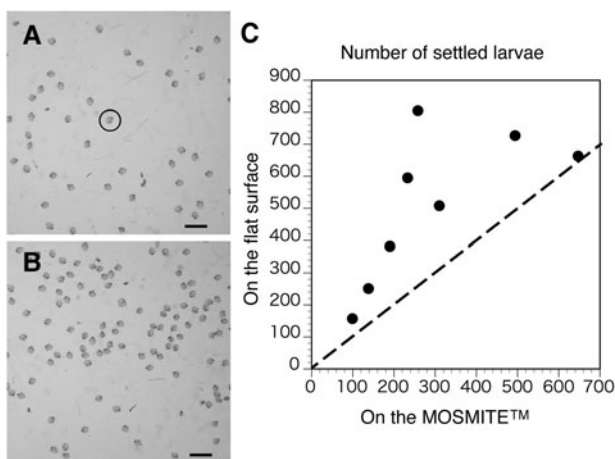 A
B
C
Number of settled larvae
On the flat surface
900
800
700
600
500
400
300
200
100
0
0 100 200 300 400 500 600 700
On the MOSMITE™